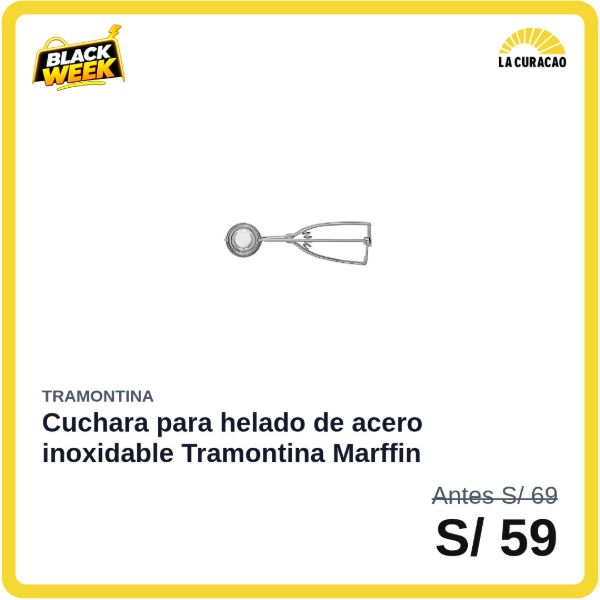 BLACK
WEEK
LA CURACAO
TRAMONTINA
Cuchara para helado de acero
inoxidable Tramontina Marffin
Antes S/ 69
S/ 59